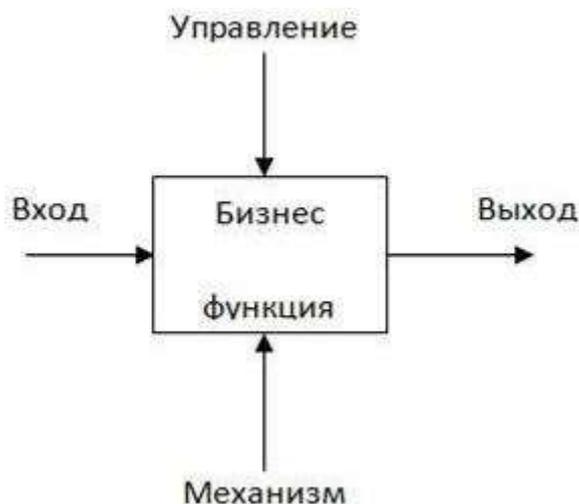 Управление
Вход
Бизнес
Выход
функция
Механизм